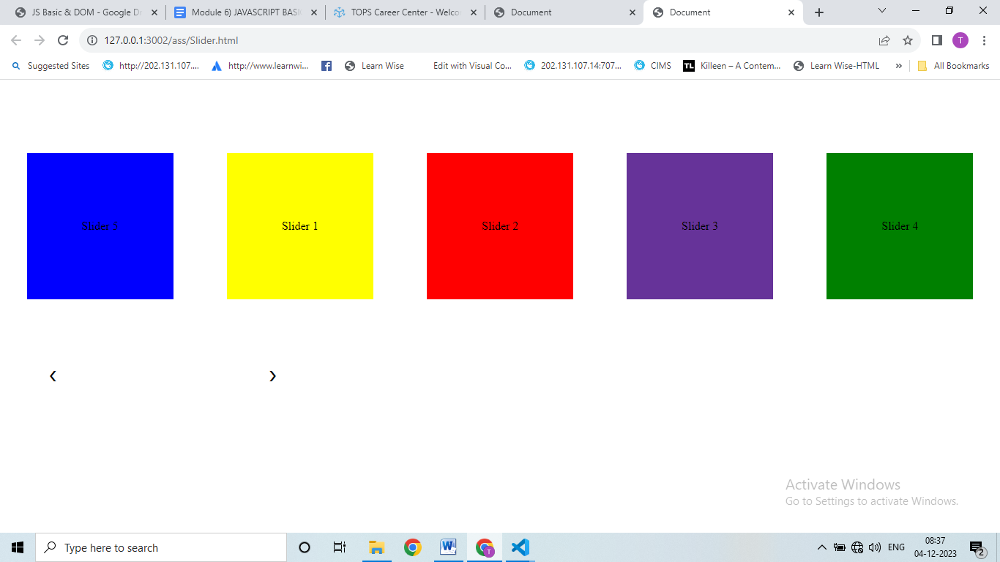 JS Basic & DOM - Google Dr
Module 6) JAVASCRIPT BASI
TOPS Career Center - Welco
Document
Document
127.0.0.1:3002/ass/Slider.html
T
Suggested Sites
http://202.131.107....
http://www.learnwi...
Learn Wise
Edit with Visual Co...
202.131.107.14:707...
CIMS
TL
Killeen – A Contem...
Learn Wise-HTML
»
All Bookmarks
Slider 5
Slider 1
Slider 2
Slider 3
Slider 4
‹
›
Activate Windows
Go to Settings to activate Windows.
Type here to search
T
ENG
08:37
04-12-2023
2